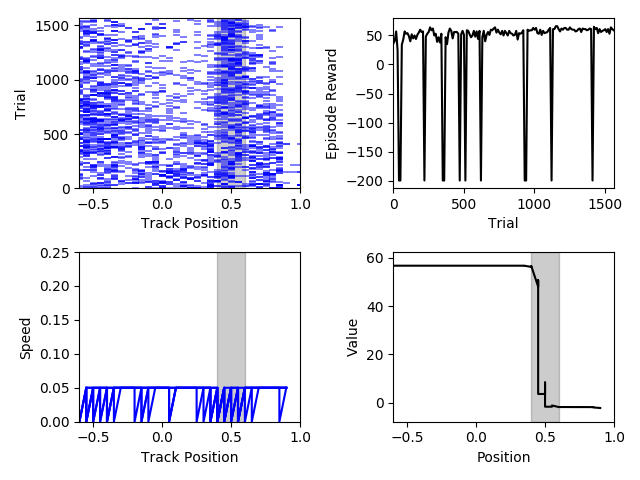 1500
1000
500
0
Trial
−0.5 0.0 0.5 1.0
Track Position
50
0
−50
−100
−150
−200
Episode Reward
0 500 1000 1500
Trial
0.25
0.20
0.15
0.10
0.05
0.00
Speed
−0.5 0.0 0.5 1.0
Track Position
60
40
20
0
Value
−0.5 0.0 0.5 1.0
Position